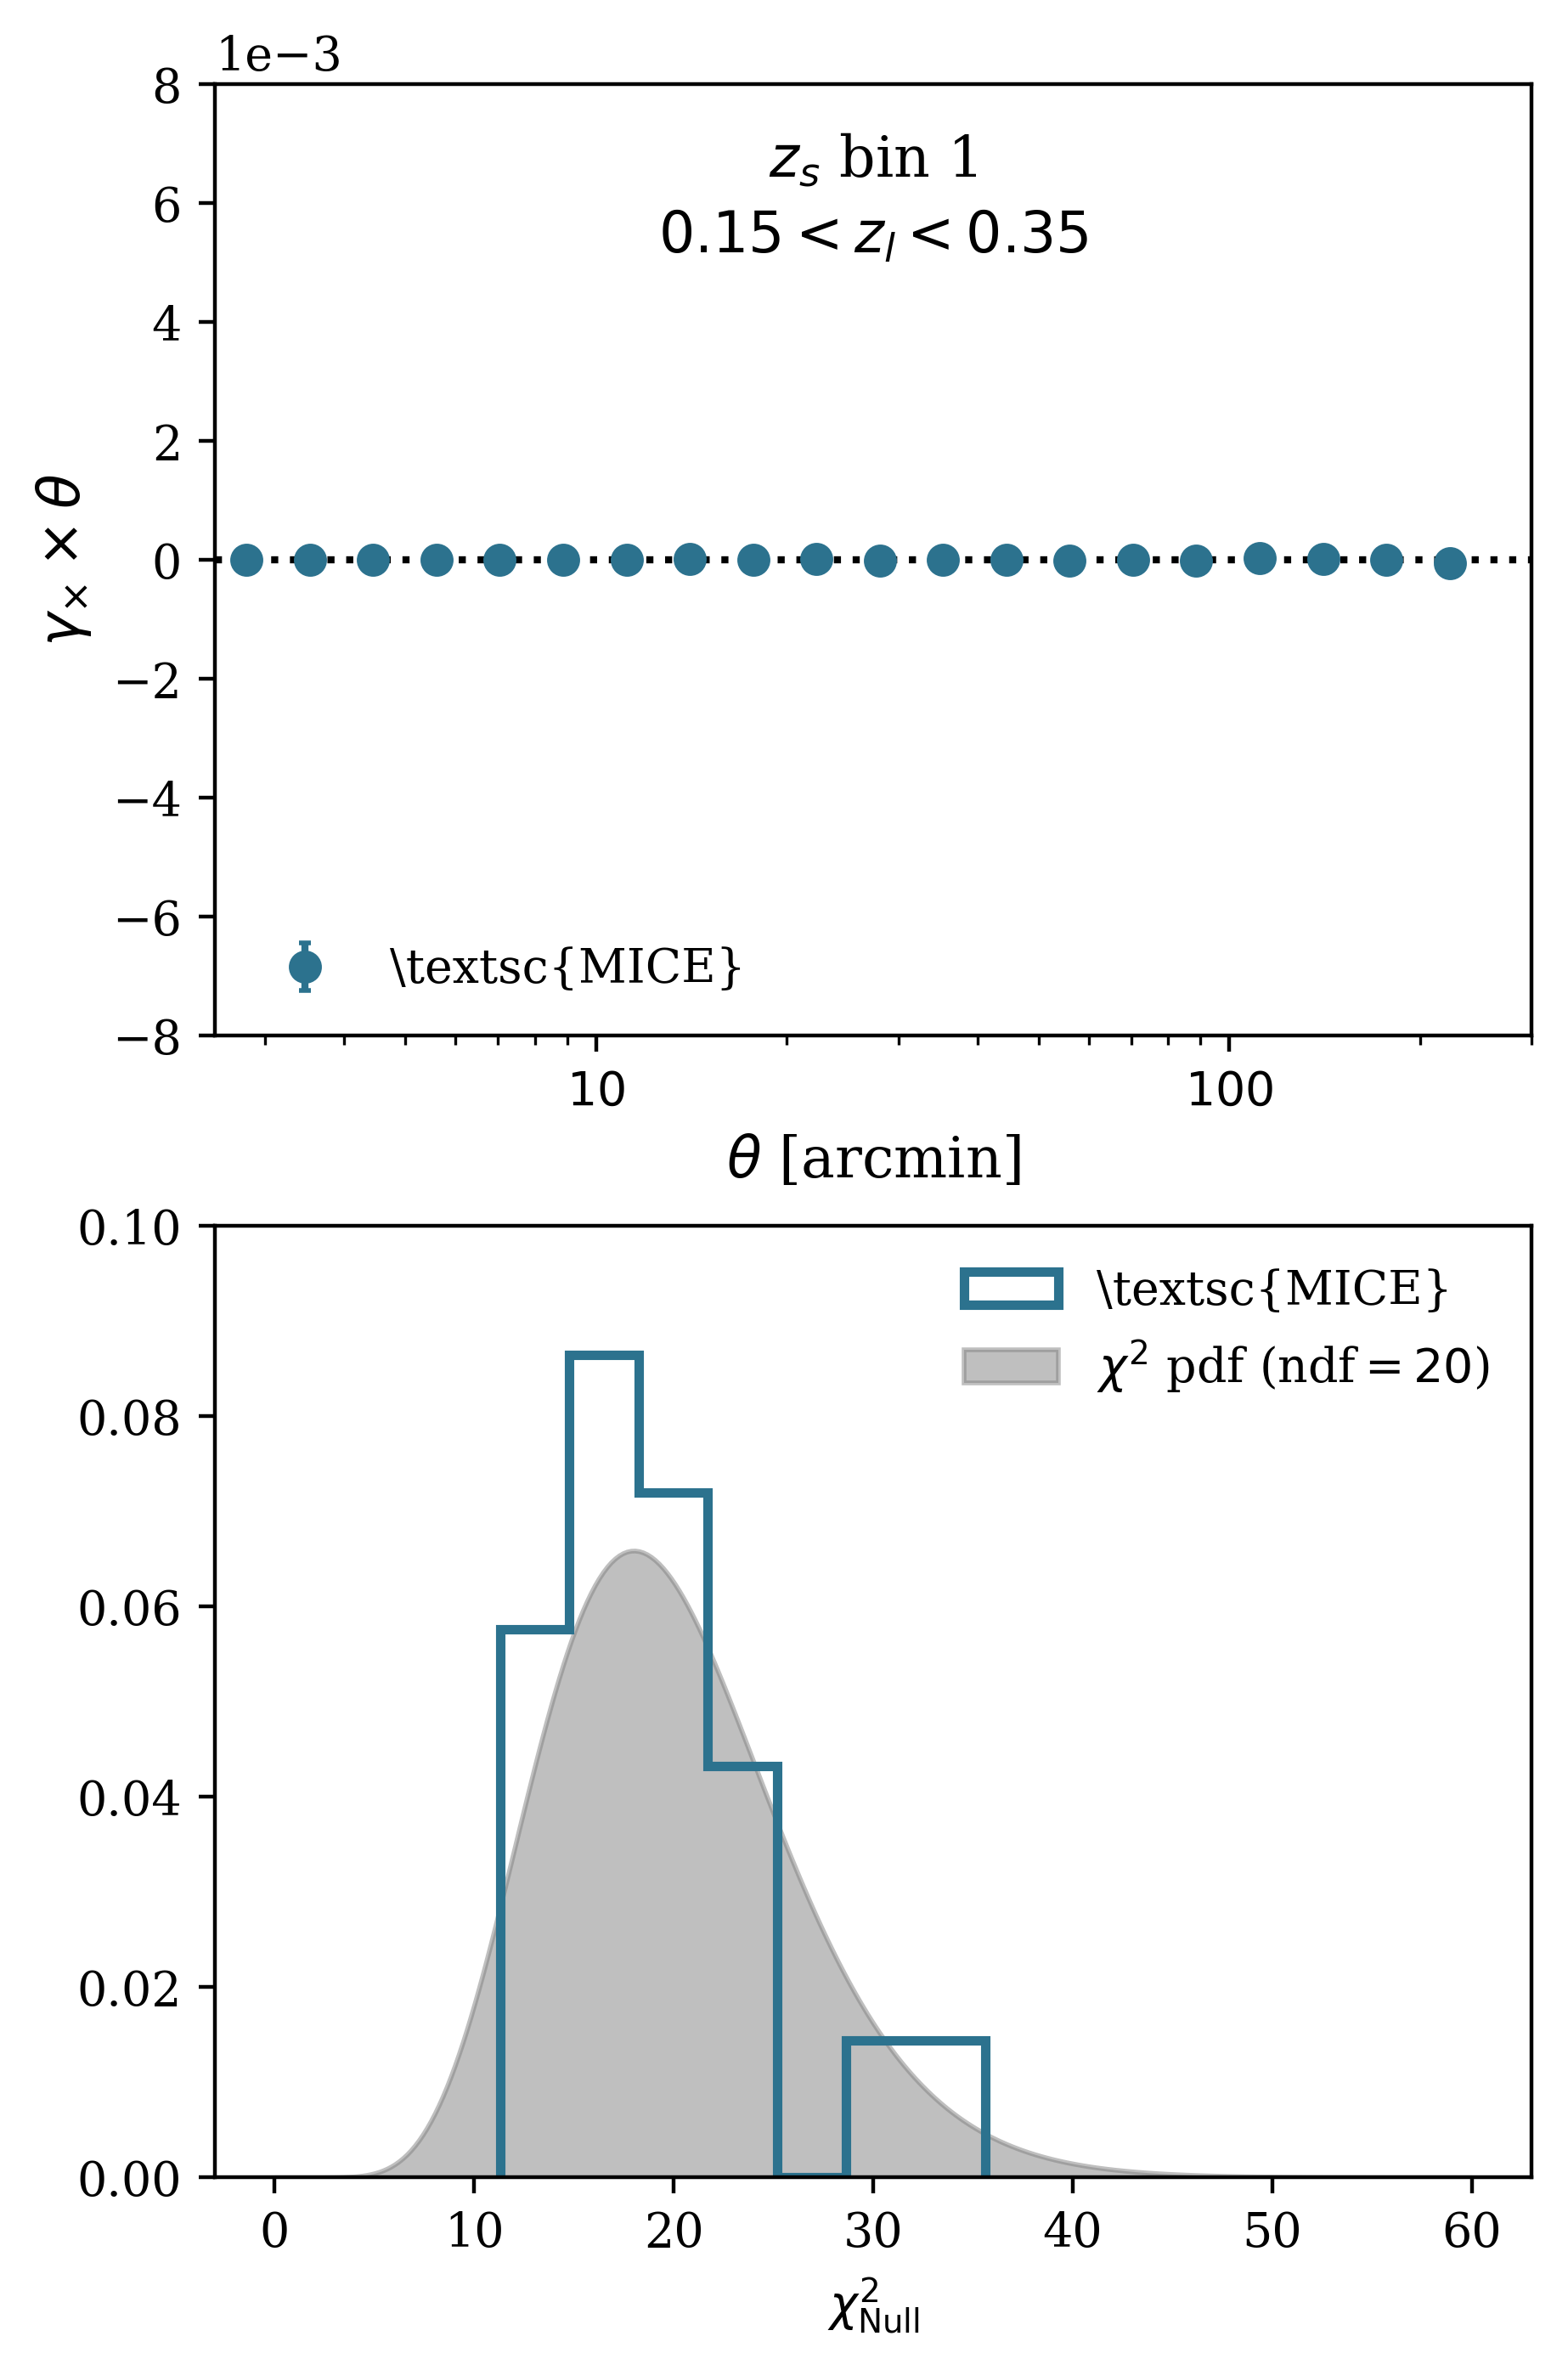 1e−3
8
6
4
2
0
−2
−4
−6
−8
γ× × θ
z_s bin 1
0.15 < z_l < 0.35
\textsc{MICE}
10
100
θ [arcmin]
0.10
0.08
0.06
0.04
0.02
0.00
\textsc{MICE}
χ² pdf (ndf = 20)
0
10
20
30
40
50
60
χ²_Null